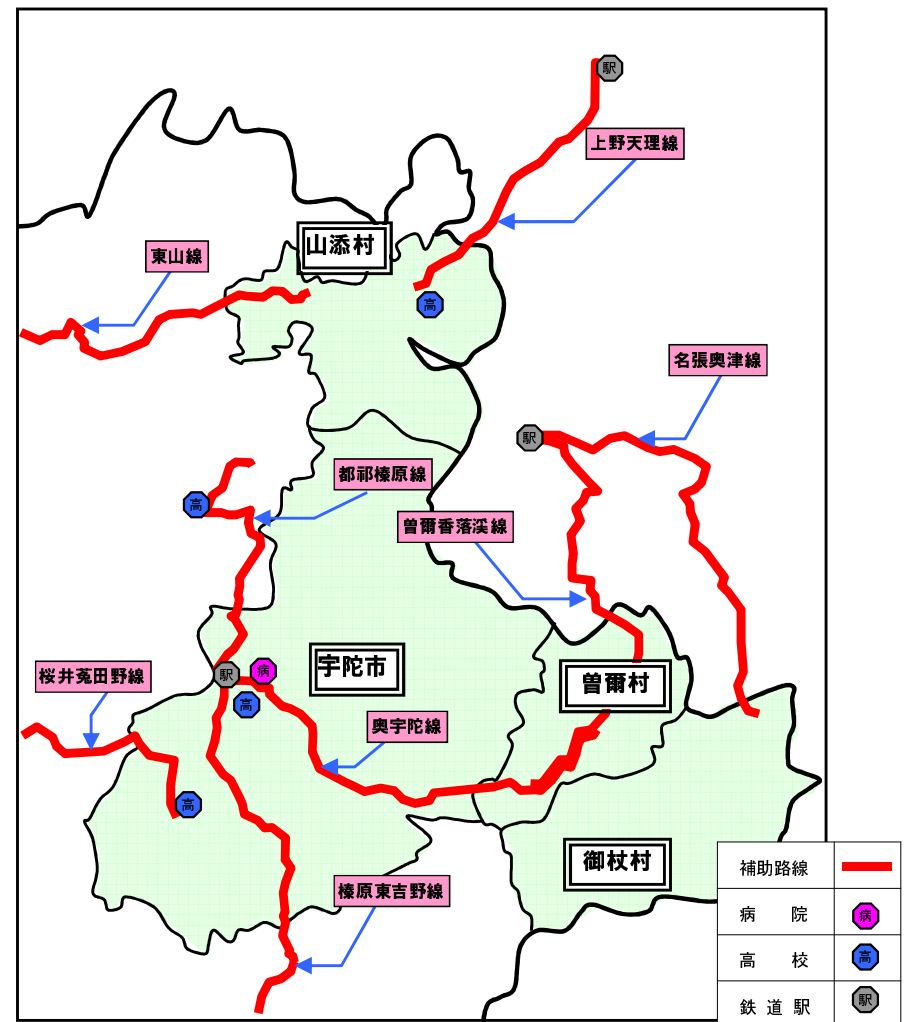 駅
上野天理線
山添村
東山線
高
名張奥津線
駅
都祁榛原線
高
曽爾香落渓線
宇陀市
桜井菟田野線
駅
病
高
曽爾村
奥宇陀線
高
御杖村
榛原東吉野線
補助路線
病 院
病
高 校
高
鉄 道 駅
駅